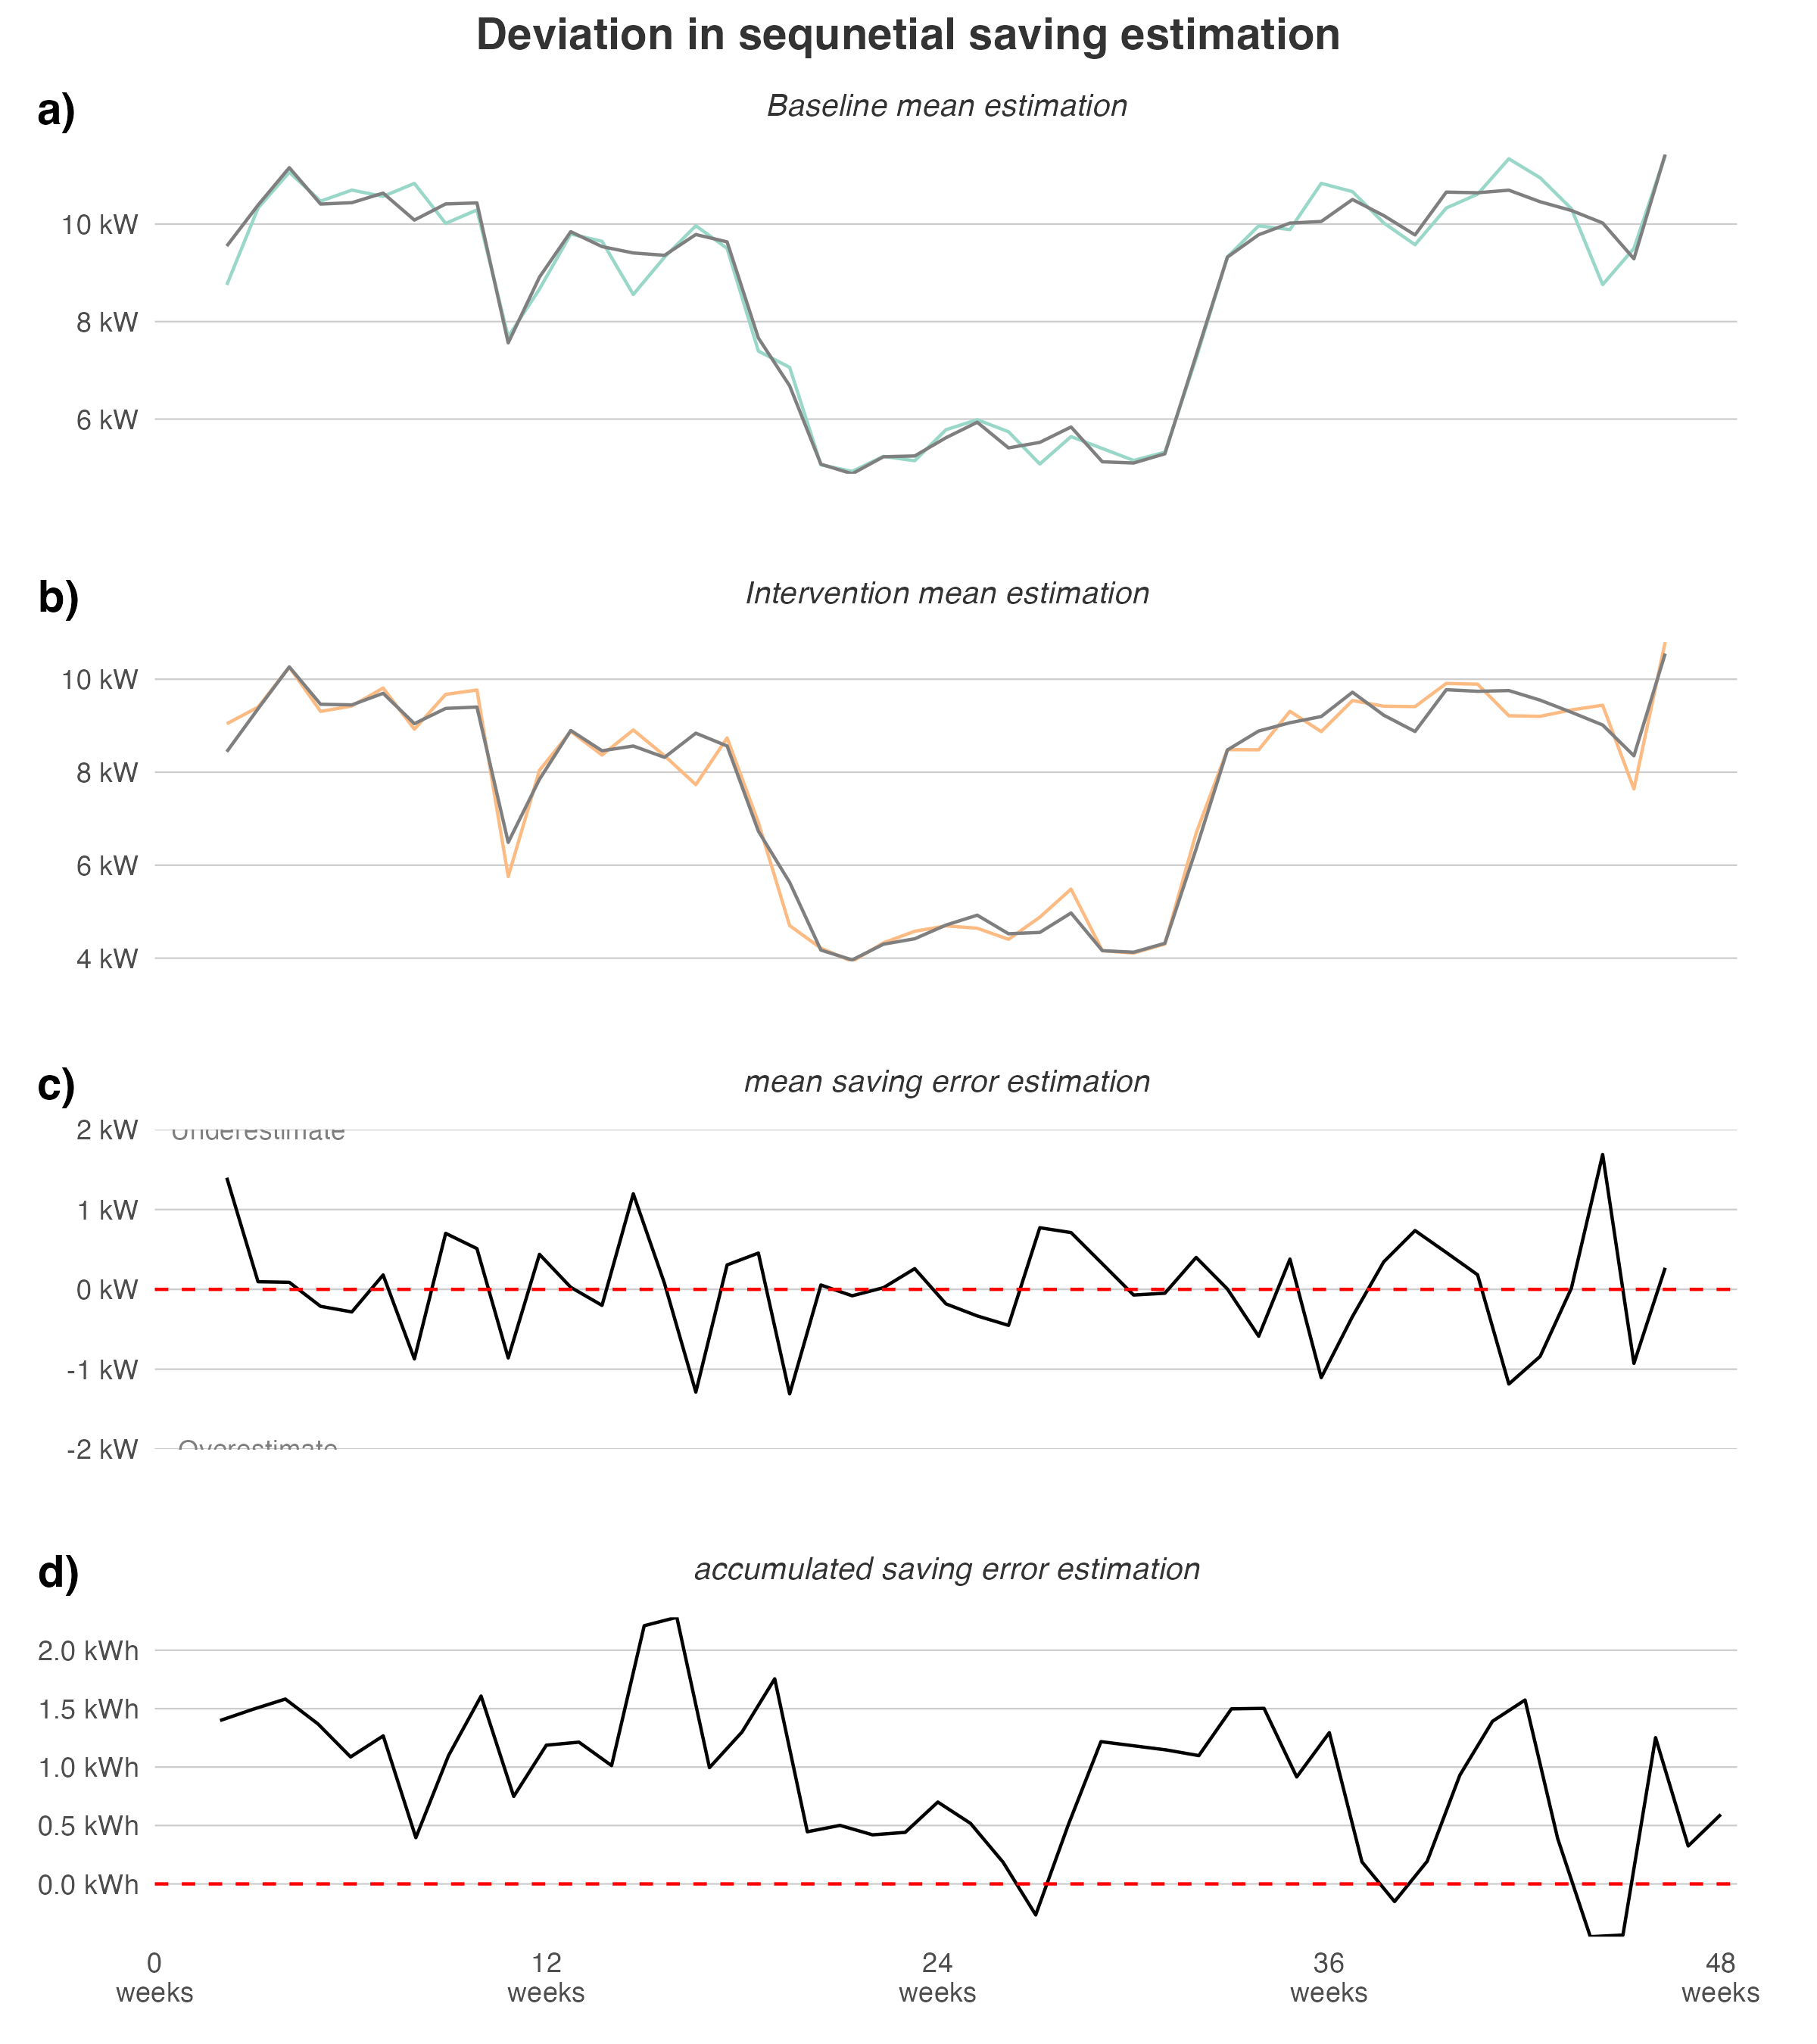 Deviation in sequnetial saving estimation
a)
Baseline mean estimation
10 kW
8 kW
6 kW
b)
Intervention mean estimation
10 kW
8 kW
6 kW
4 kW
c)
mean saving error estimation
2 kW
Underestimate
1 kW
0 kW
-1 kW
-2 kW
Overestimate
d)
accumulated saving error estimation
2.0 kWh
1.5 kWh
1.0 kWh
0.5 kWh
0.0 kWh
0 12 24 36 48
weeks weeks weeks weeks weeks